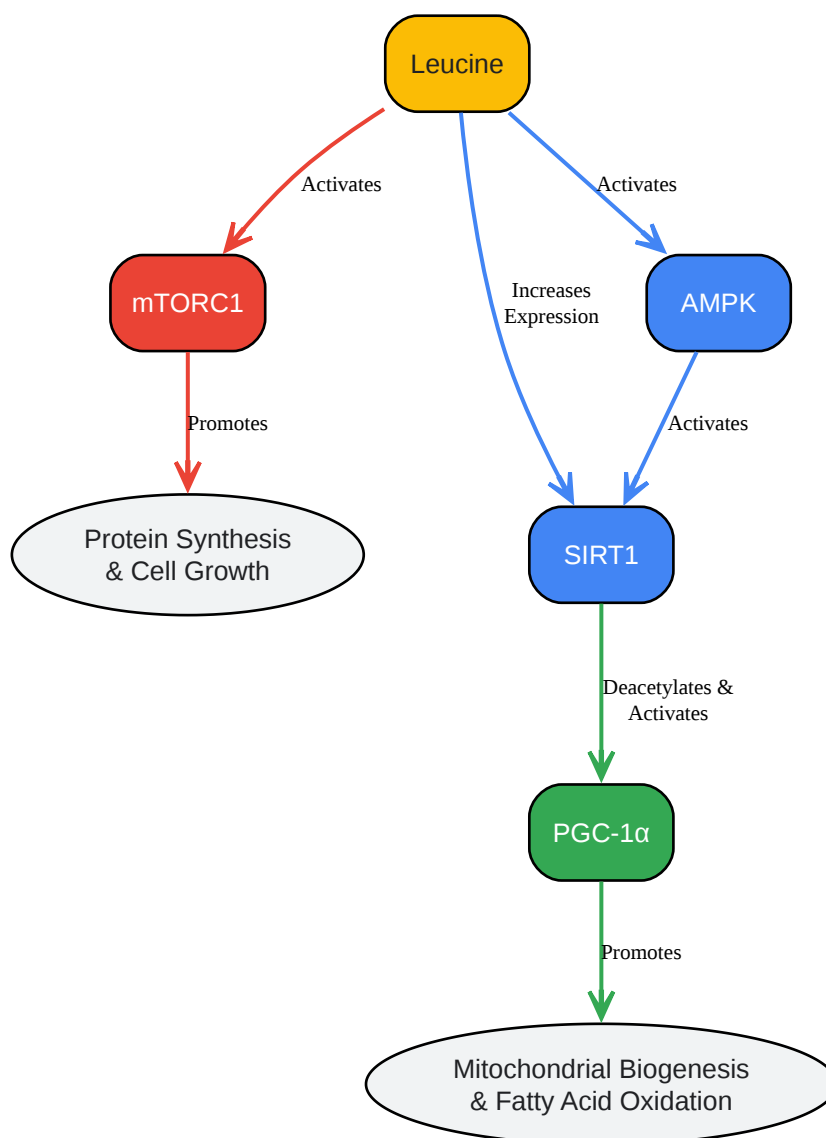 Leucine
Activates
Activates
Increases
Expression
mTORC1
AMPK
Promotes
Activates
Protein Synthesis
& Cell Growth
SIRT1
Deacetylates &
Activates
PGC-1α
Promotes
Mitochondrial Biogenesis
& Fatty Acid Oxidation